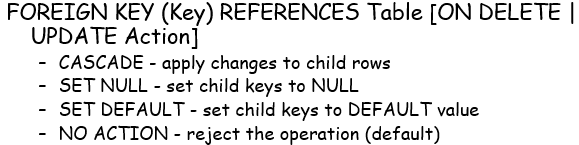 FOREIGN KEY (Key) REFERENCES Table [ON DELETE |
UPDATE Action]
– CASCADE - apply changes to child rows
– SET NULL - set child keys to NULL
– SET DEFAULT - set child keys to DEFAULT value
– NO ACTION - reject the operation (default)